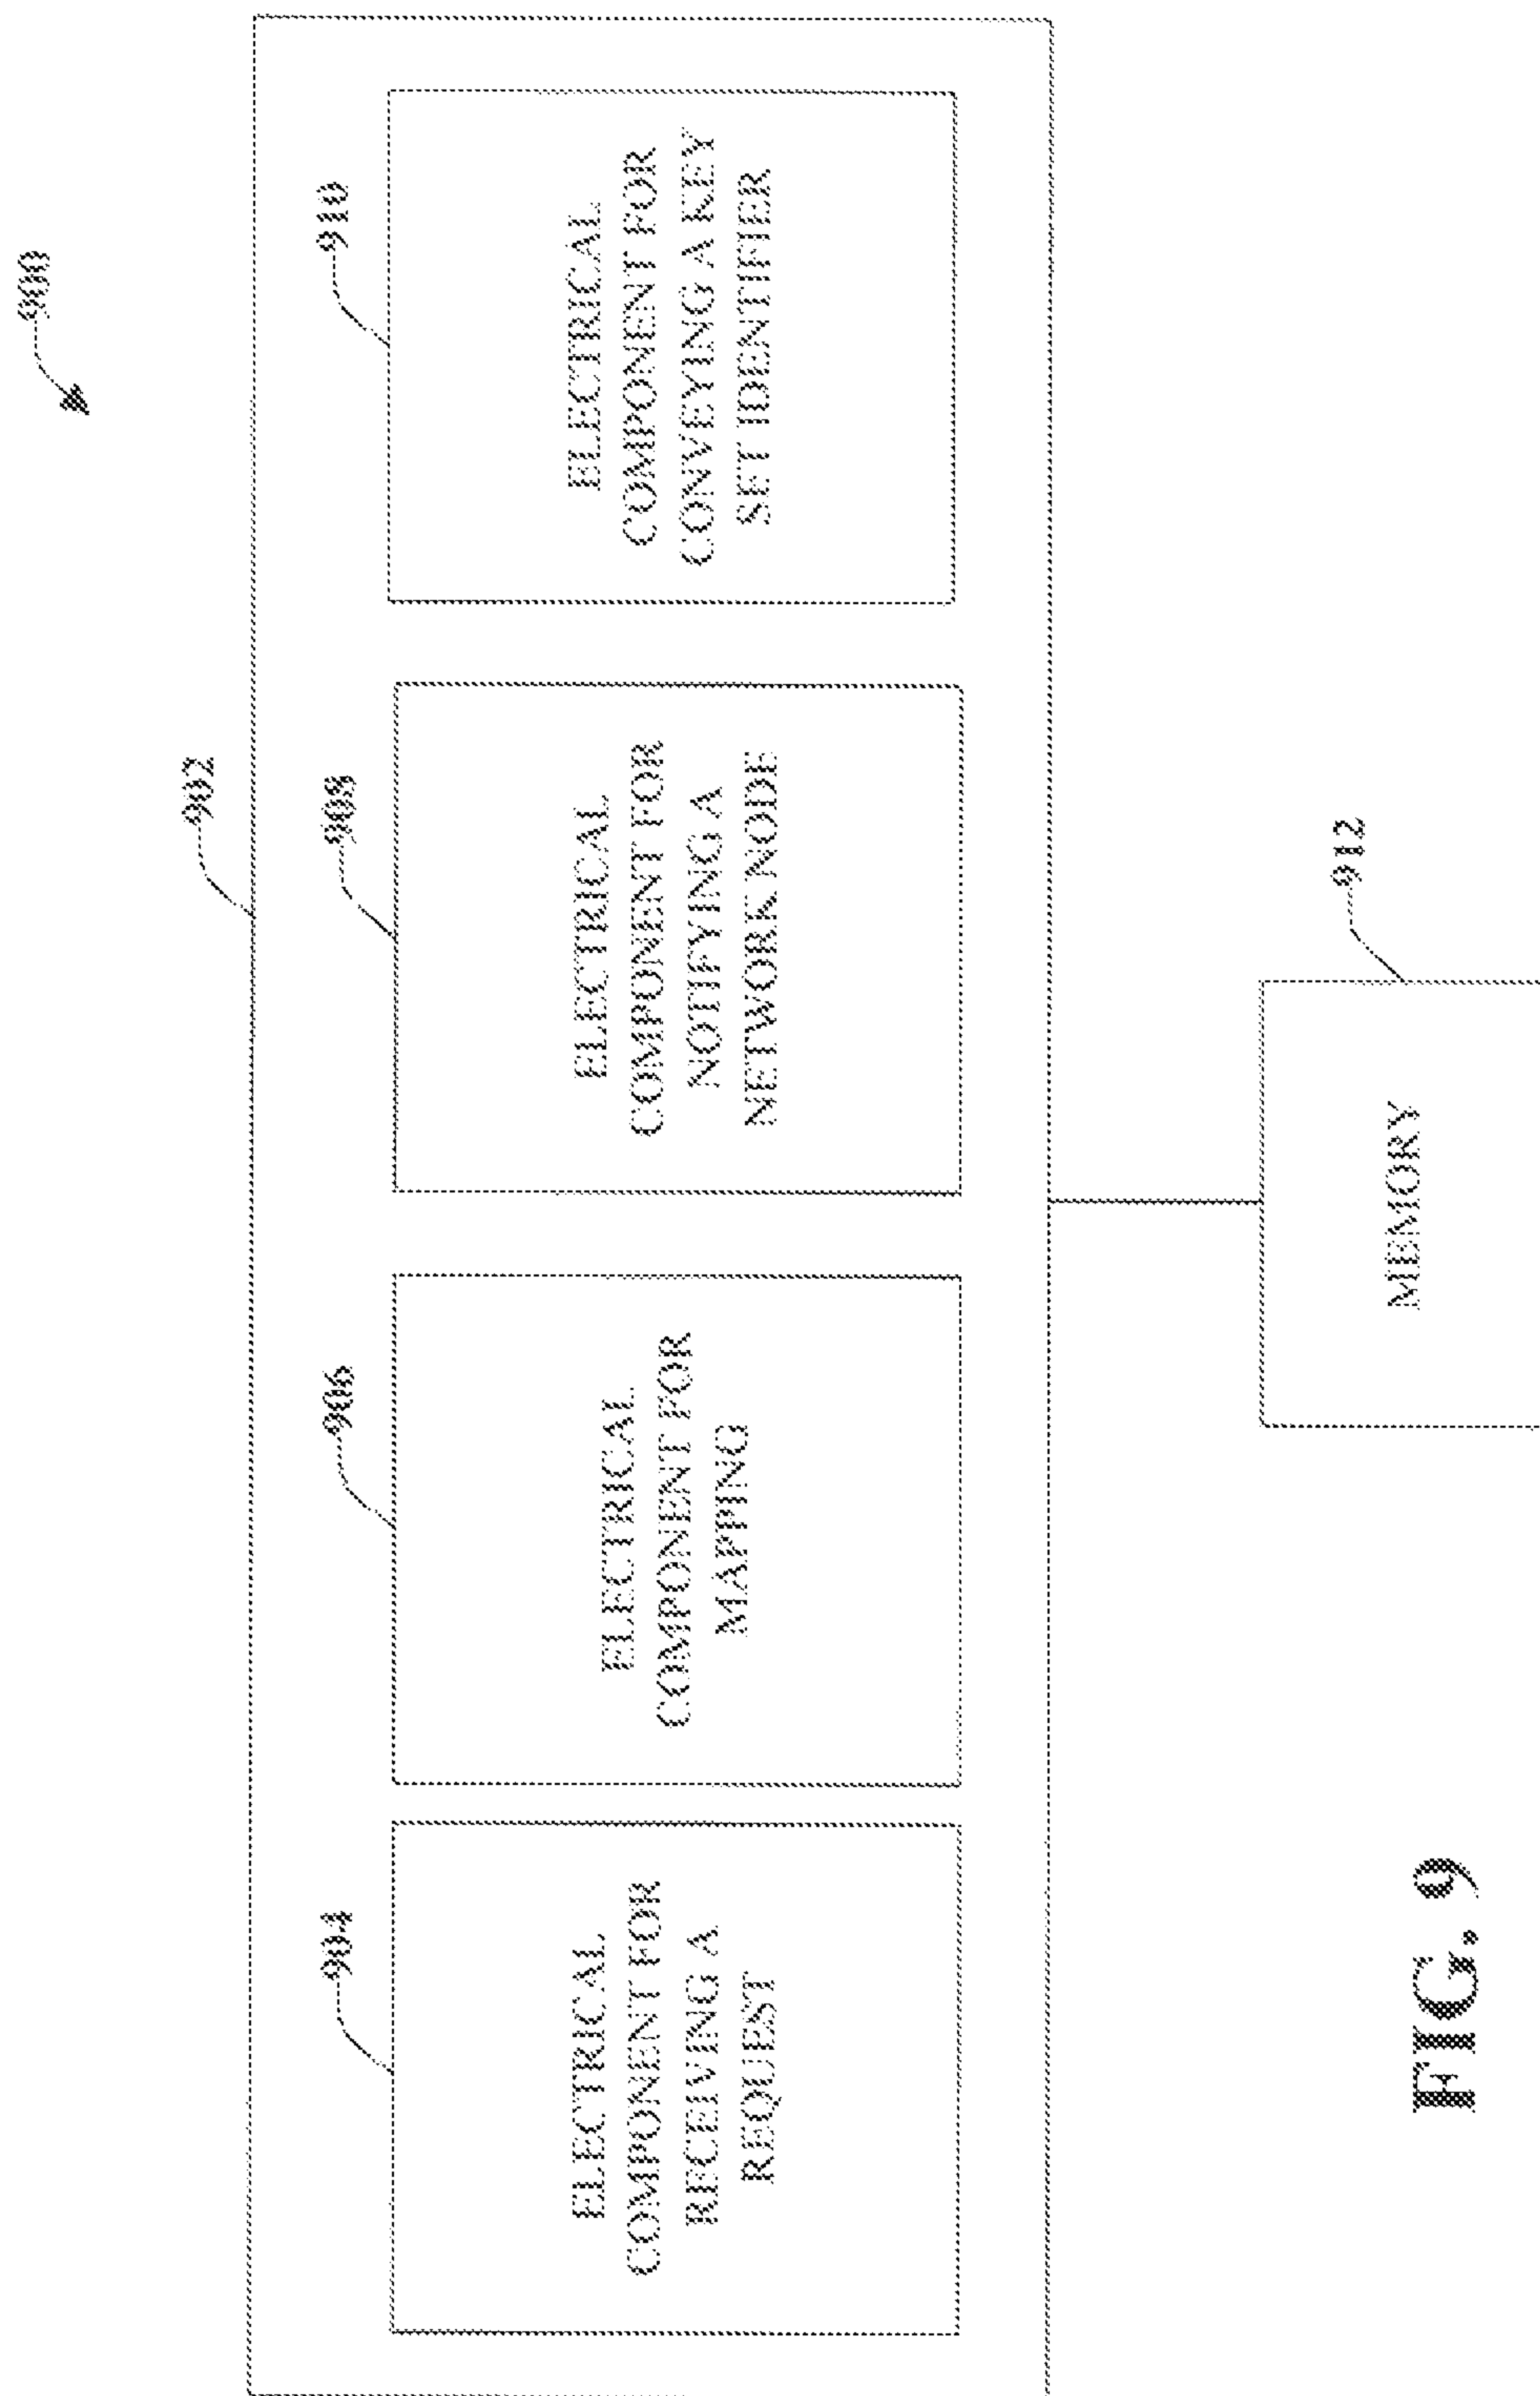 900
902
904
ELECTRICAL
COMPONENT FOR
RECEIVING A
REQUEST
906
ELECTRICAL
COMPONENT FOR
MAPPING
908
ELECTRICAL
COMPONENT FOR
NOTIFYING A
NETWORK NODE
910
ELECTRICAL
COMPONENT FOR
CONVEYING A KEY
SET IDENTIFIER
912
MEMORY
FIG. 9